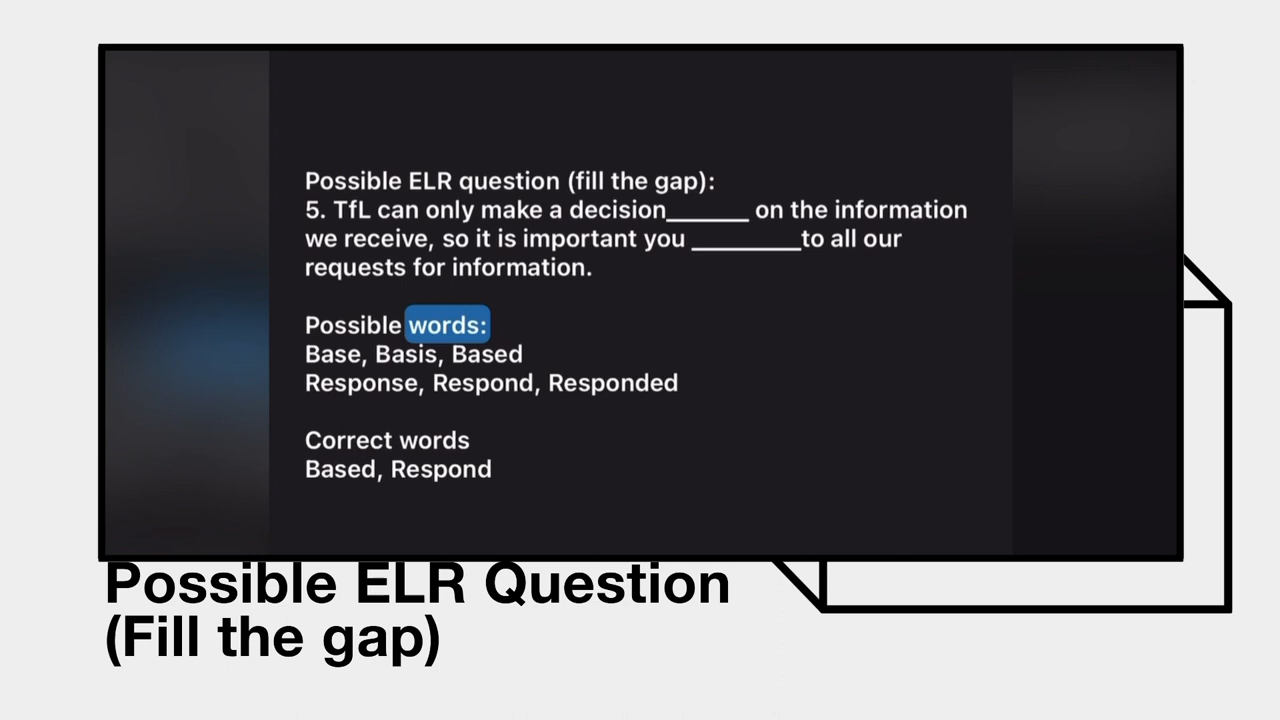 Possible ELR question (fill the gap):
5. TfL can only make a decision______ on the information
we receive, so it is important you ________to all our
requests for information.
Possible words:
Base, Basis, Based
Response, Respond, Responded
Correct words
Based, Respond
Possible ELR Question
(Fill the gap)